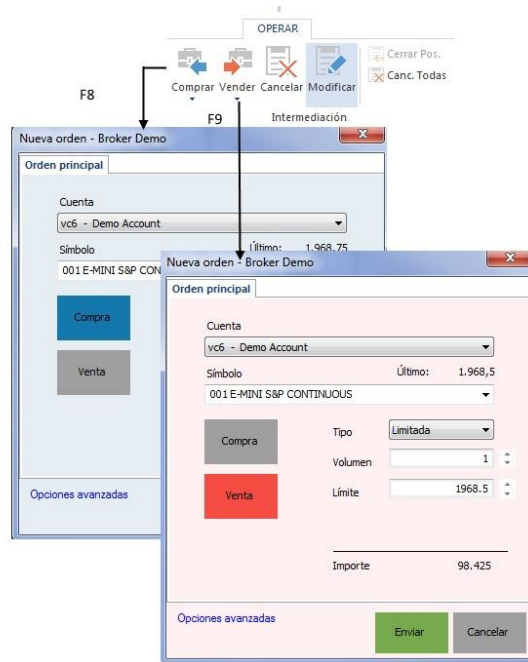 OPERAR
Comprar Vender Cancelar Modificar
Cerrar Pos.
Canc. Todas
Intermediación
F8
F9
Nueva orden - Broker Demo
Orden principal
Cuenta
vc6 - Demo Account
Símbolo Último: 1.968,75
001 E-MINI S&P CON
Compra
Venta
Opciones avanzadas
Nueva orden - Broker Demo
Orden principal
Cuenta
vc6 - Demo Account
Símbolo Último: 1.968,5
001 E-MINI S&P CONTINUOUS
Compra Tipo Limitada
Volumen 1
Venta Límite 1968.5
Importe 98.425
Opciones avanzadas
Enviar Cancelar